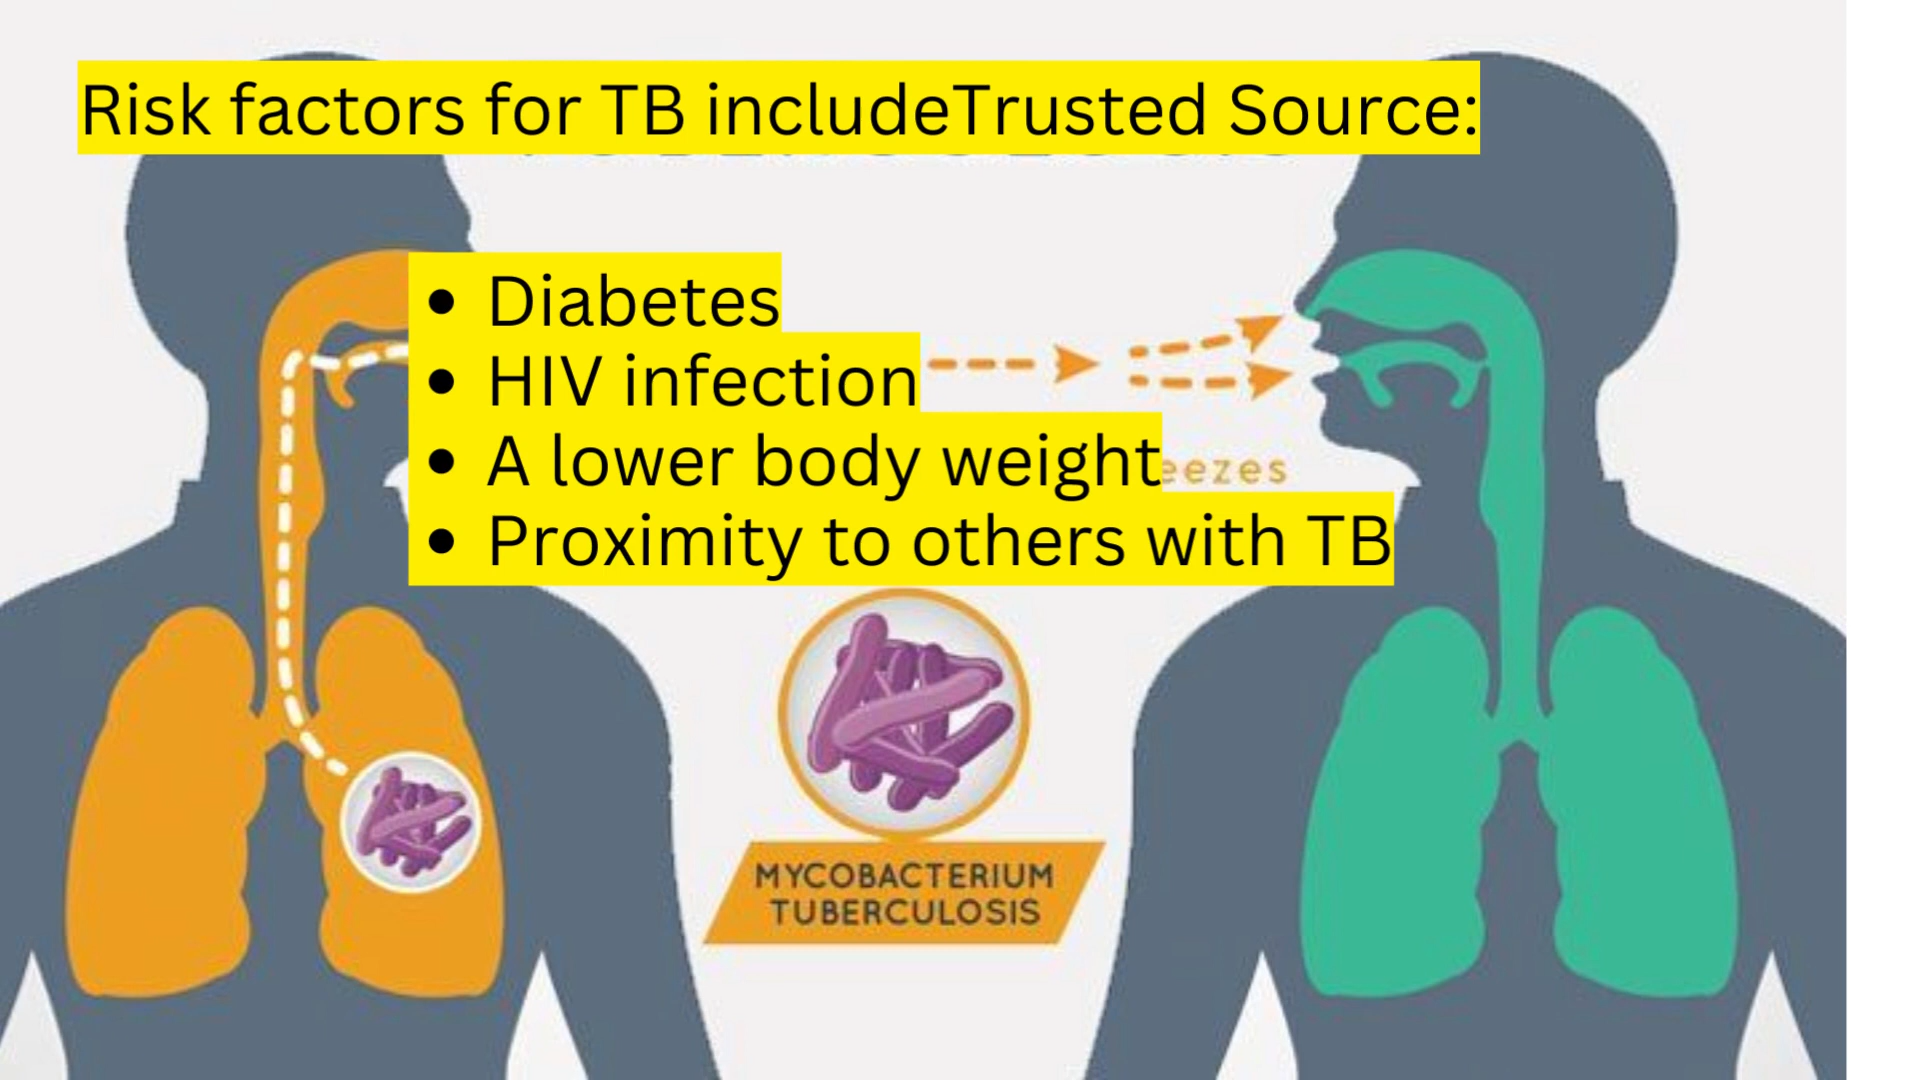 Risk factors for TB includeTrusted Source:
• Diabetes
• HIV infection
• A lower body weight
eezes
• Proximity to others with TB
MYCOBACTERIUM
TUBERCULOSIS